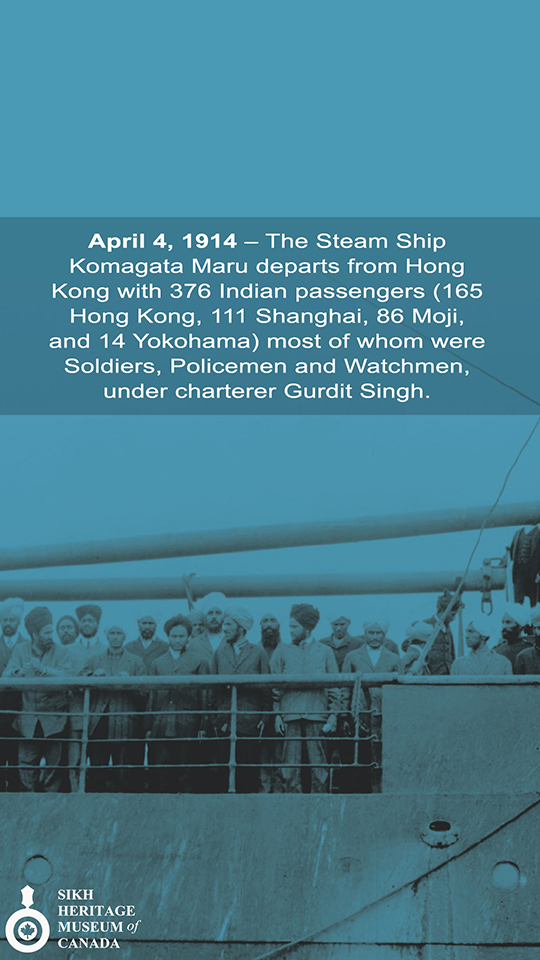 April 4, 1914 – The Steam Ship
Komagata Maru departs from Hong
Kong with 376 Indian passengers (165
Hong Kong, 111 Shanghai, 86 Moji,
and 14 Yokohama) most of whom were
Soldiers, Policemen and Watchmen,
under charterer Gurdit Singh.
SIKH
HERITAGE
MUSEUM of
CANADA